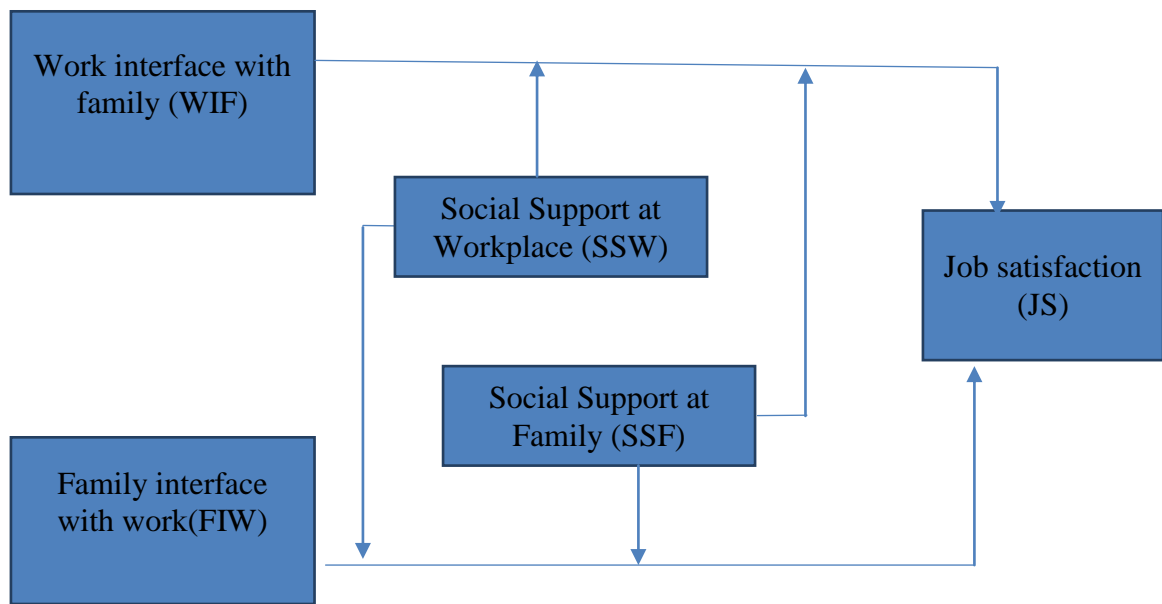 Work interface with
family (WIF)
Social Support at
Workplace (SSW)
Job satisfaction
(JS)
Social Support at
Family (SSF)
Family interface
with work(FIW)